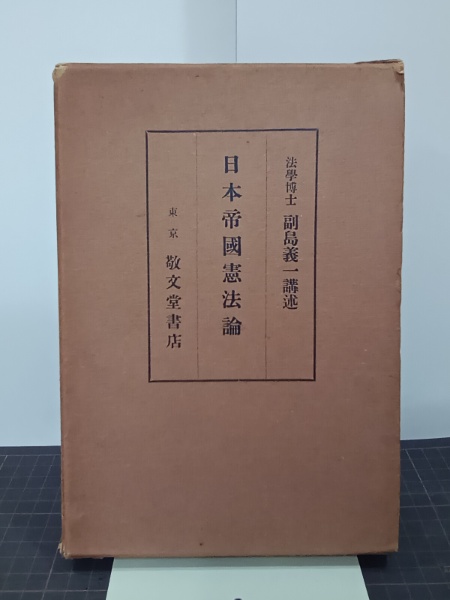 法學博士 副島義一講述
日本帝國憲法論
東京 敬文堂書店